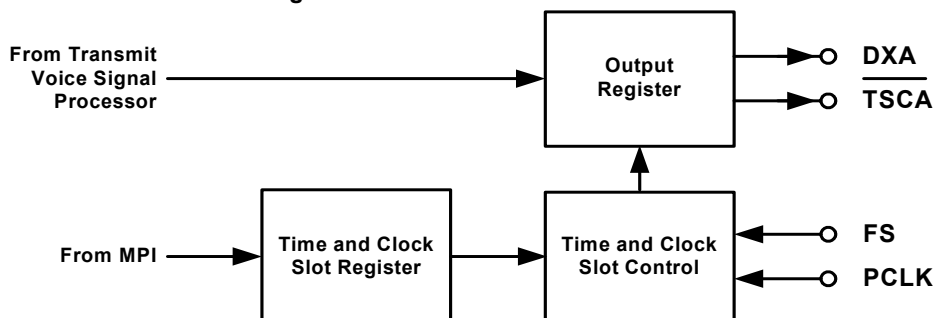 From Transmit
Voice Signal
Processor
Output
Register
DXA
TSCA
From MPI
Time and Clock
Slot Register
Time and Clock
Slot Control
FS
PCLK